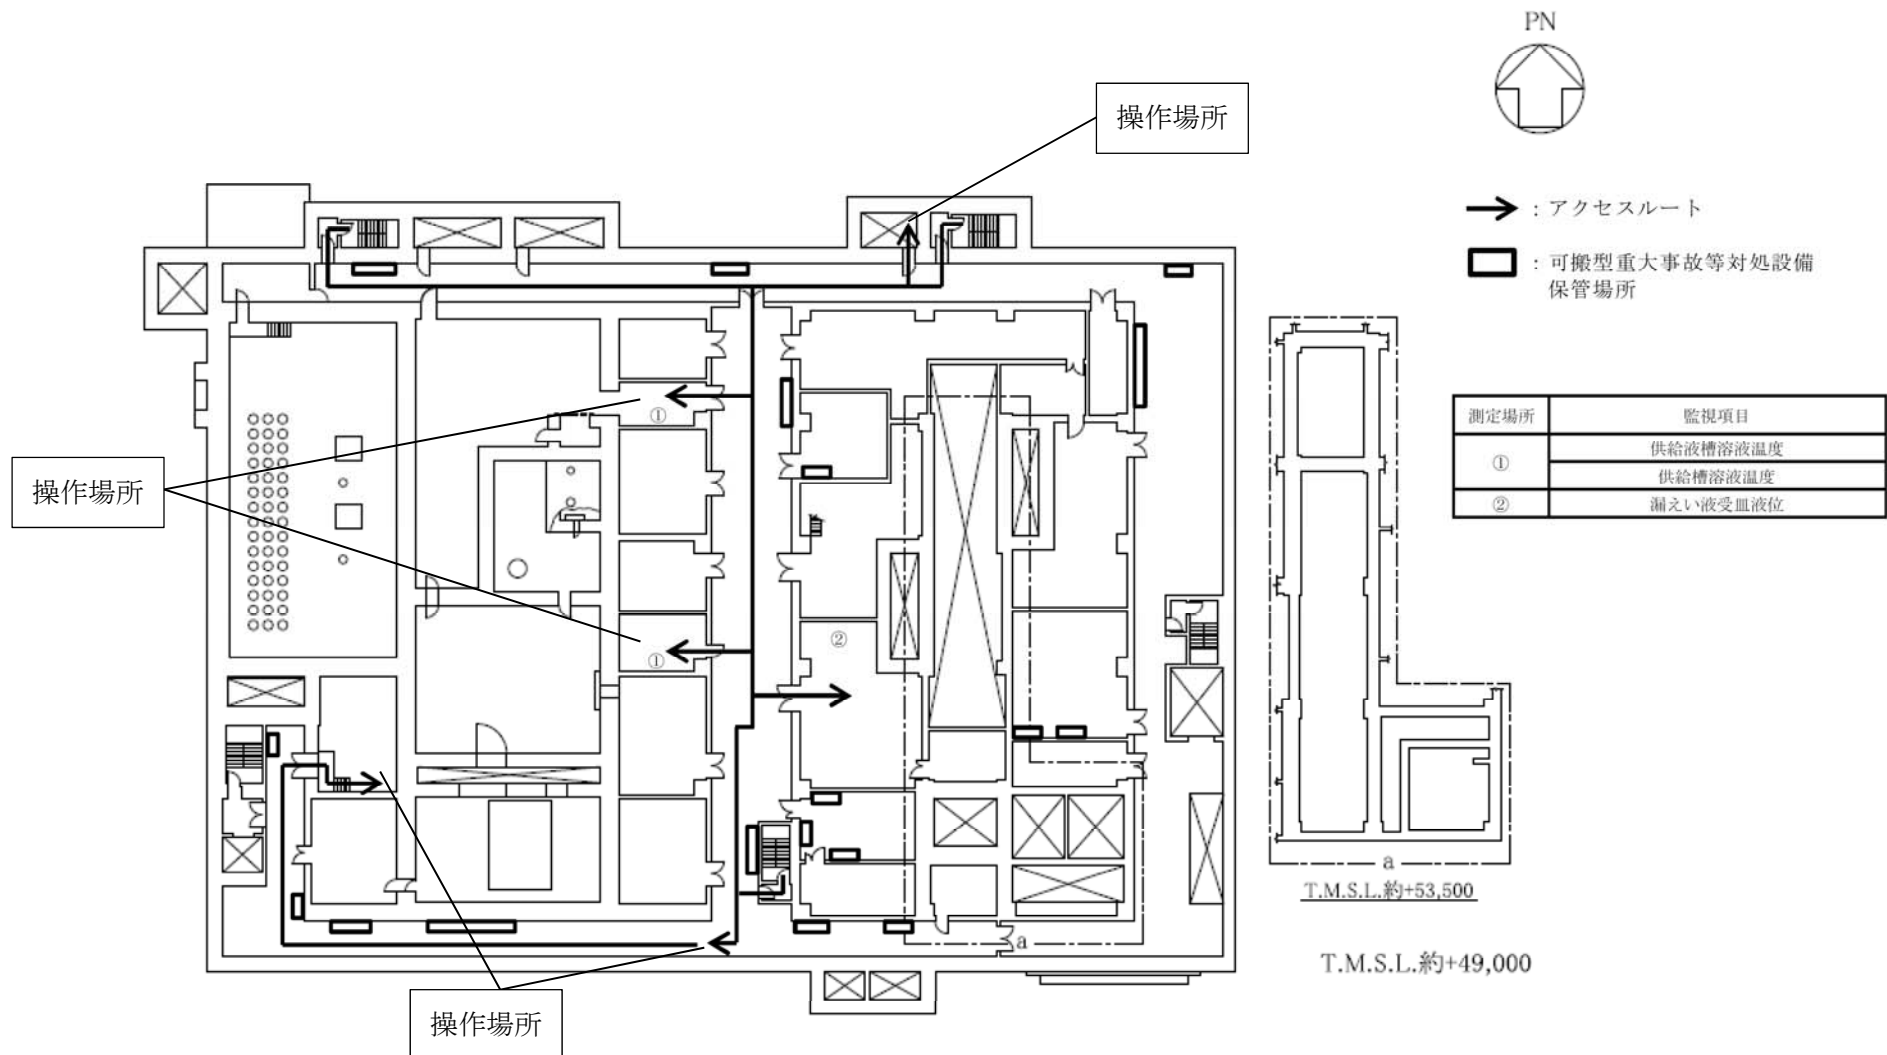 PN
操作場所
: アクセスルート
: 可搬型重大事故等対処設備
保管場所
測定場所 監視項目
① 供給液槽溶液温度
供給槽溶液温度
② 漏えい液受皿液位
①
操作場所
②
①
a
T.M.S.L.約+53,500
a
T.M.S.L.約+49,000
操作場所